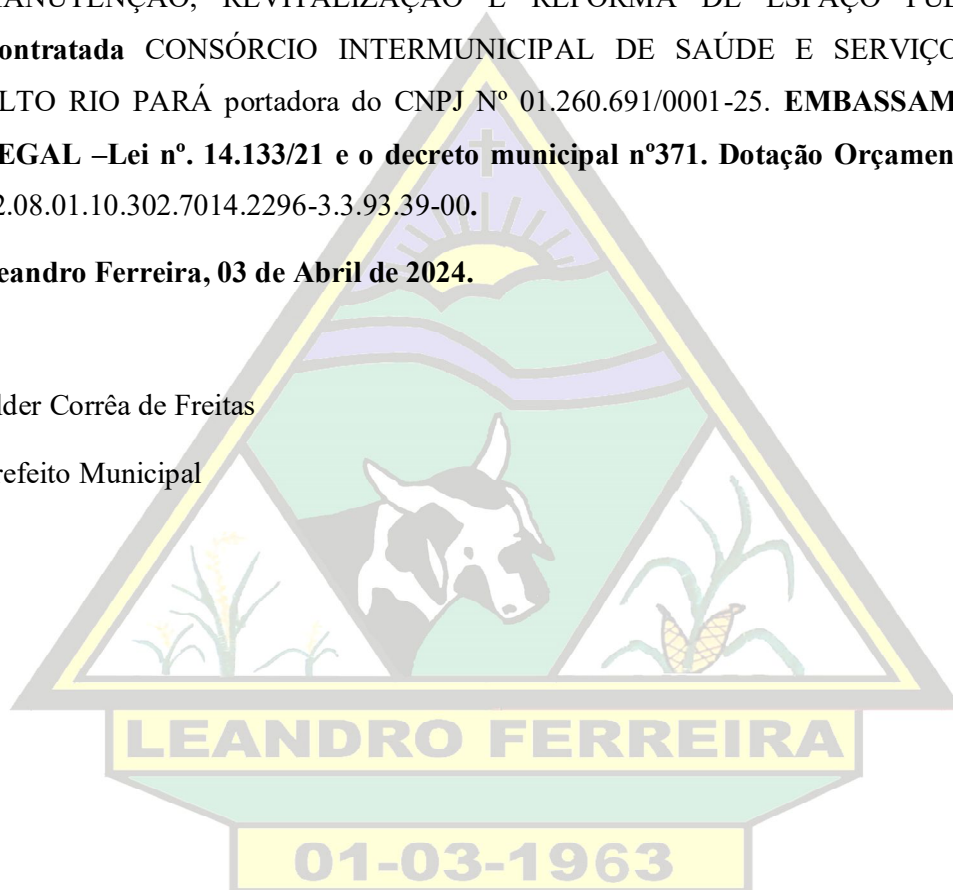 MANUTENÇÃO, REVITALIZAÇÃO E REFORMA DE ESPAÇO
ontratada CONSÓRCIO INTERMUNICIPAL DE SAÚDE E SERVIÇO
LTO RIO PARÁ portadora do CNPJ Nº 01.260.691/0001-25. EMBASSAM
EGAL –Lei nº. 14.133/21 e o decreto municipal nº371. Dotação Orçamen
2.08.01.10.302.7014.2296-3.3.93.39-00.
eandro Ferreira, 03 de Abril de 2024.
lder Corrêa de Freitas
refeito Municipal
LEANDRO FERREIRA
01-03-1963